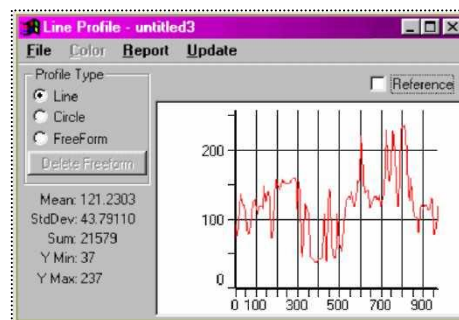 Line Profile - untitled3
File Color Report Update
Profile Type
Reference
Line
Circle
FreeForm
Delete Freeform
Mean: 121.2303
StdDev: 43.79110
Sum: 21579
Y Min: 37
Y Max: 237
200
100
0
0 100 300 500 700 900